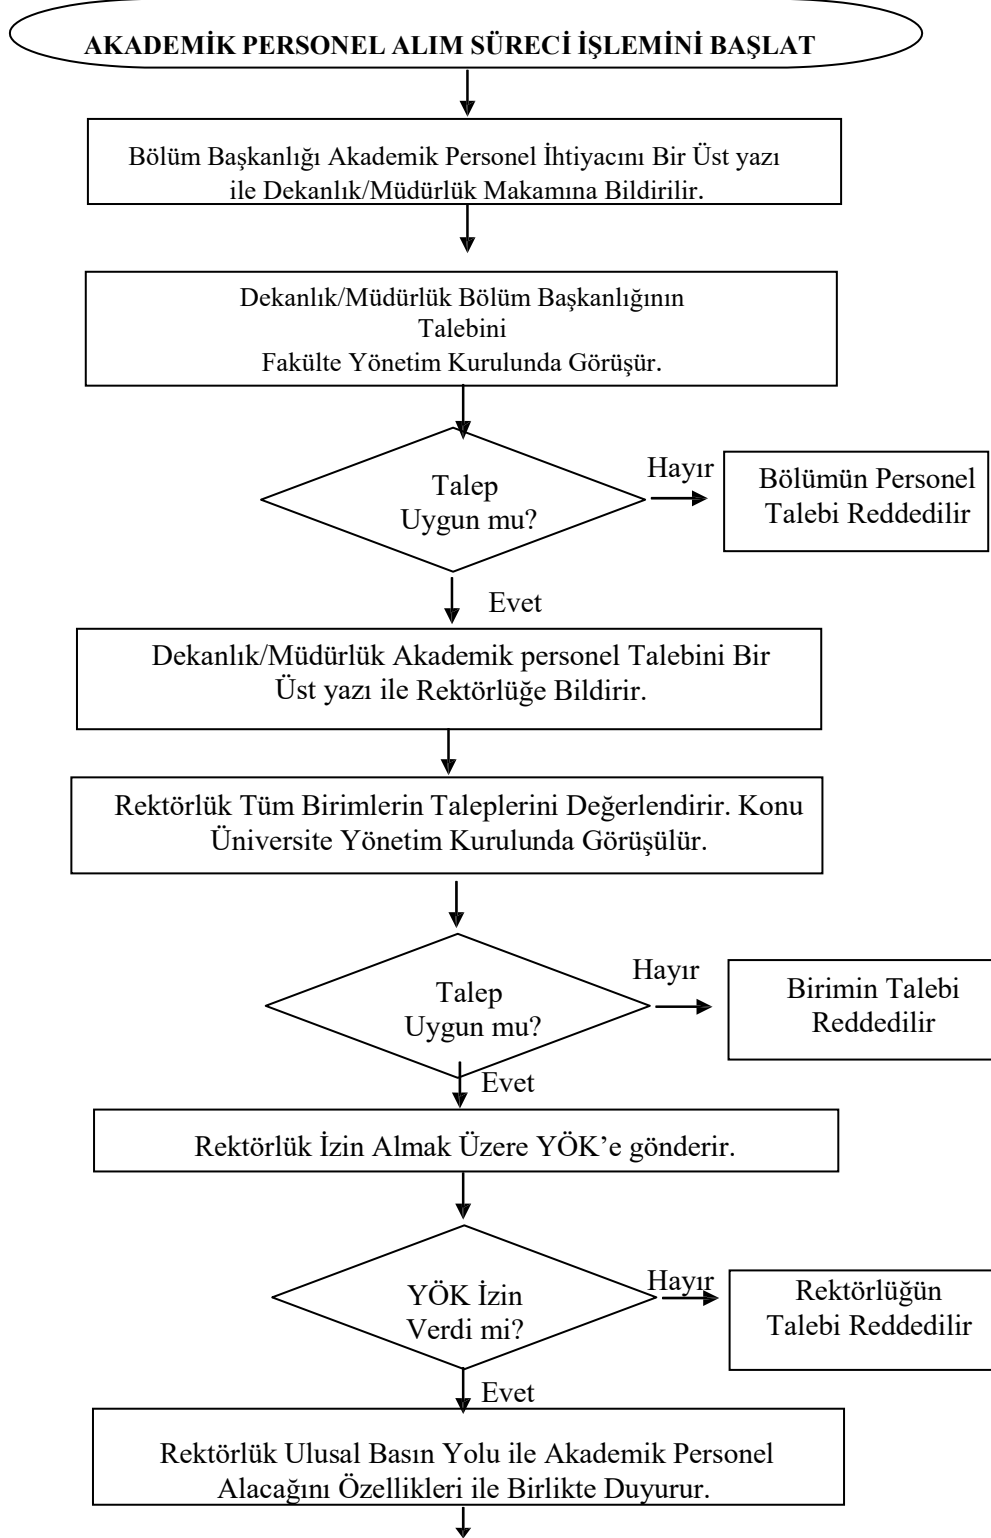 AKADEMİK PERSONEL ALIM SÜRECİ İŞLEMİNİ BAŞLAT
Bölüm Başkanlığı Akademik Personel İhtiyacını Bir Üst yazı
ile Dekanlık/Müdürlük Makamına Bildirilir.
Dekanlık/Müdürlük Bölüm Başkanlığının
Talebini
Fakülte Yönetim Kurulunda Görüşür.
Talep
Uygun mu?
Hayır
Bölümün Personel
Talebi Reddedilir
Evet
Dekanlık/Müdürlük Akademik personel Talebini Bir
Üst yazı ile Rektörlüğe Bildirir.
Rektörlük Tüm Birimlerin Taleplerini Değerlendirir. Konu
Üniversite Yönetim Kurulunda Görüşülür.
Talep
Uygun mu?
Hayır
Birimin Talebi
Reddedilir
Evet
Rektörlük İzin Almak Üzere YÖK’e gönderir.
YÖK İzin
Verdi mi?
Hayır
Rektörlüğün
Talebi Reddedilir
Evet
Rektörlük Ulusal Basın Yolu ile Akademik Personel
Alacağını Özellikleri ile Birlikte Duyurur.